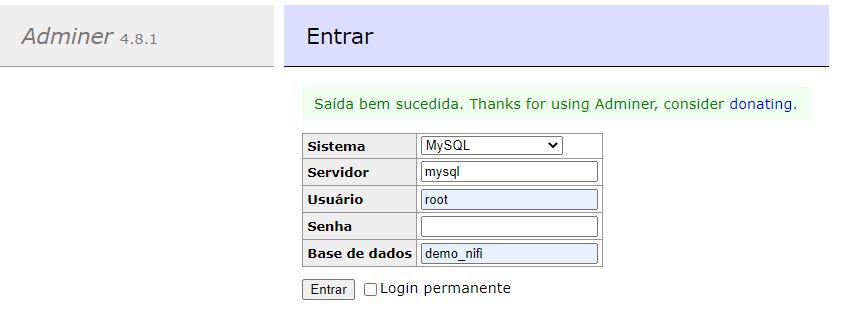 Adminer 4.8.1
Entrar
Saída bem sucedida. Thanks for using Adminer, consider donating.
Sistema MySQL
Servidor mysql
Usuário root
Senha
Base de dados demo_nifi
Entrar Login permanente